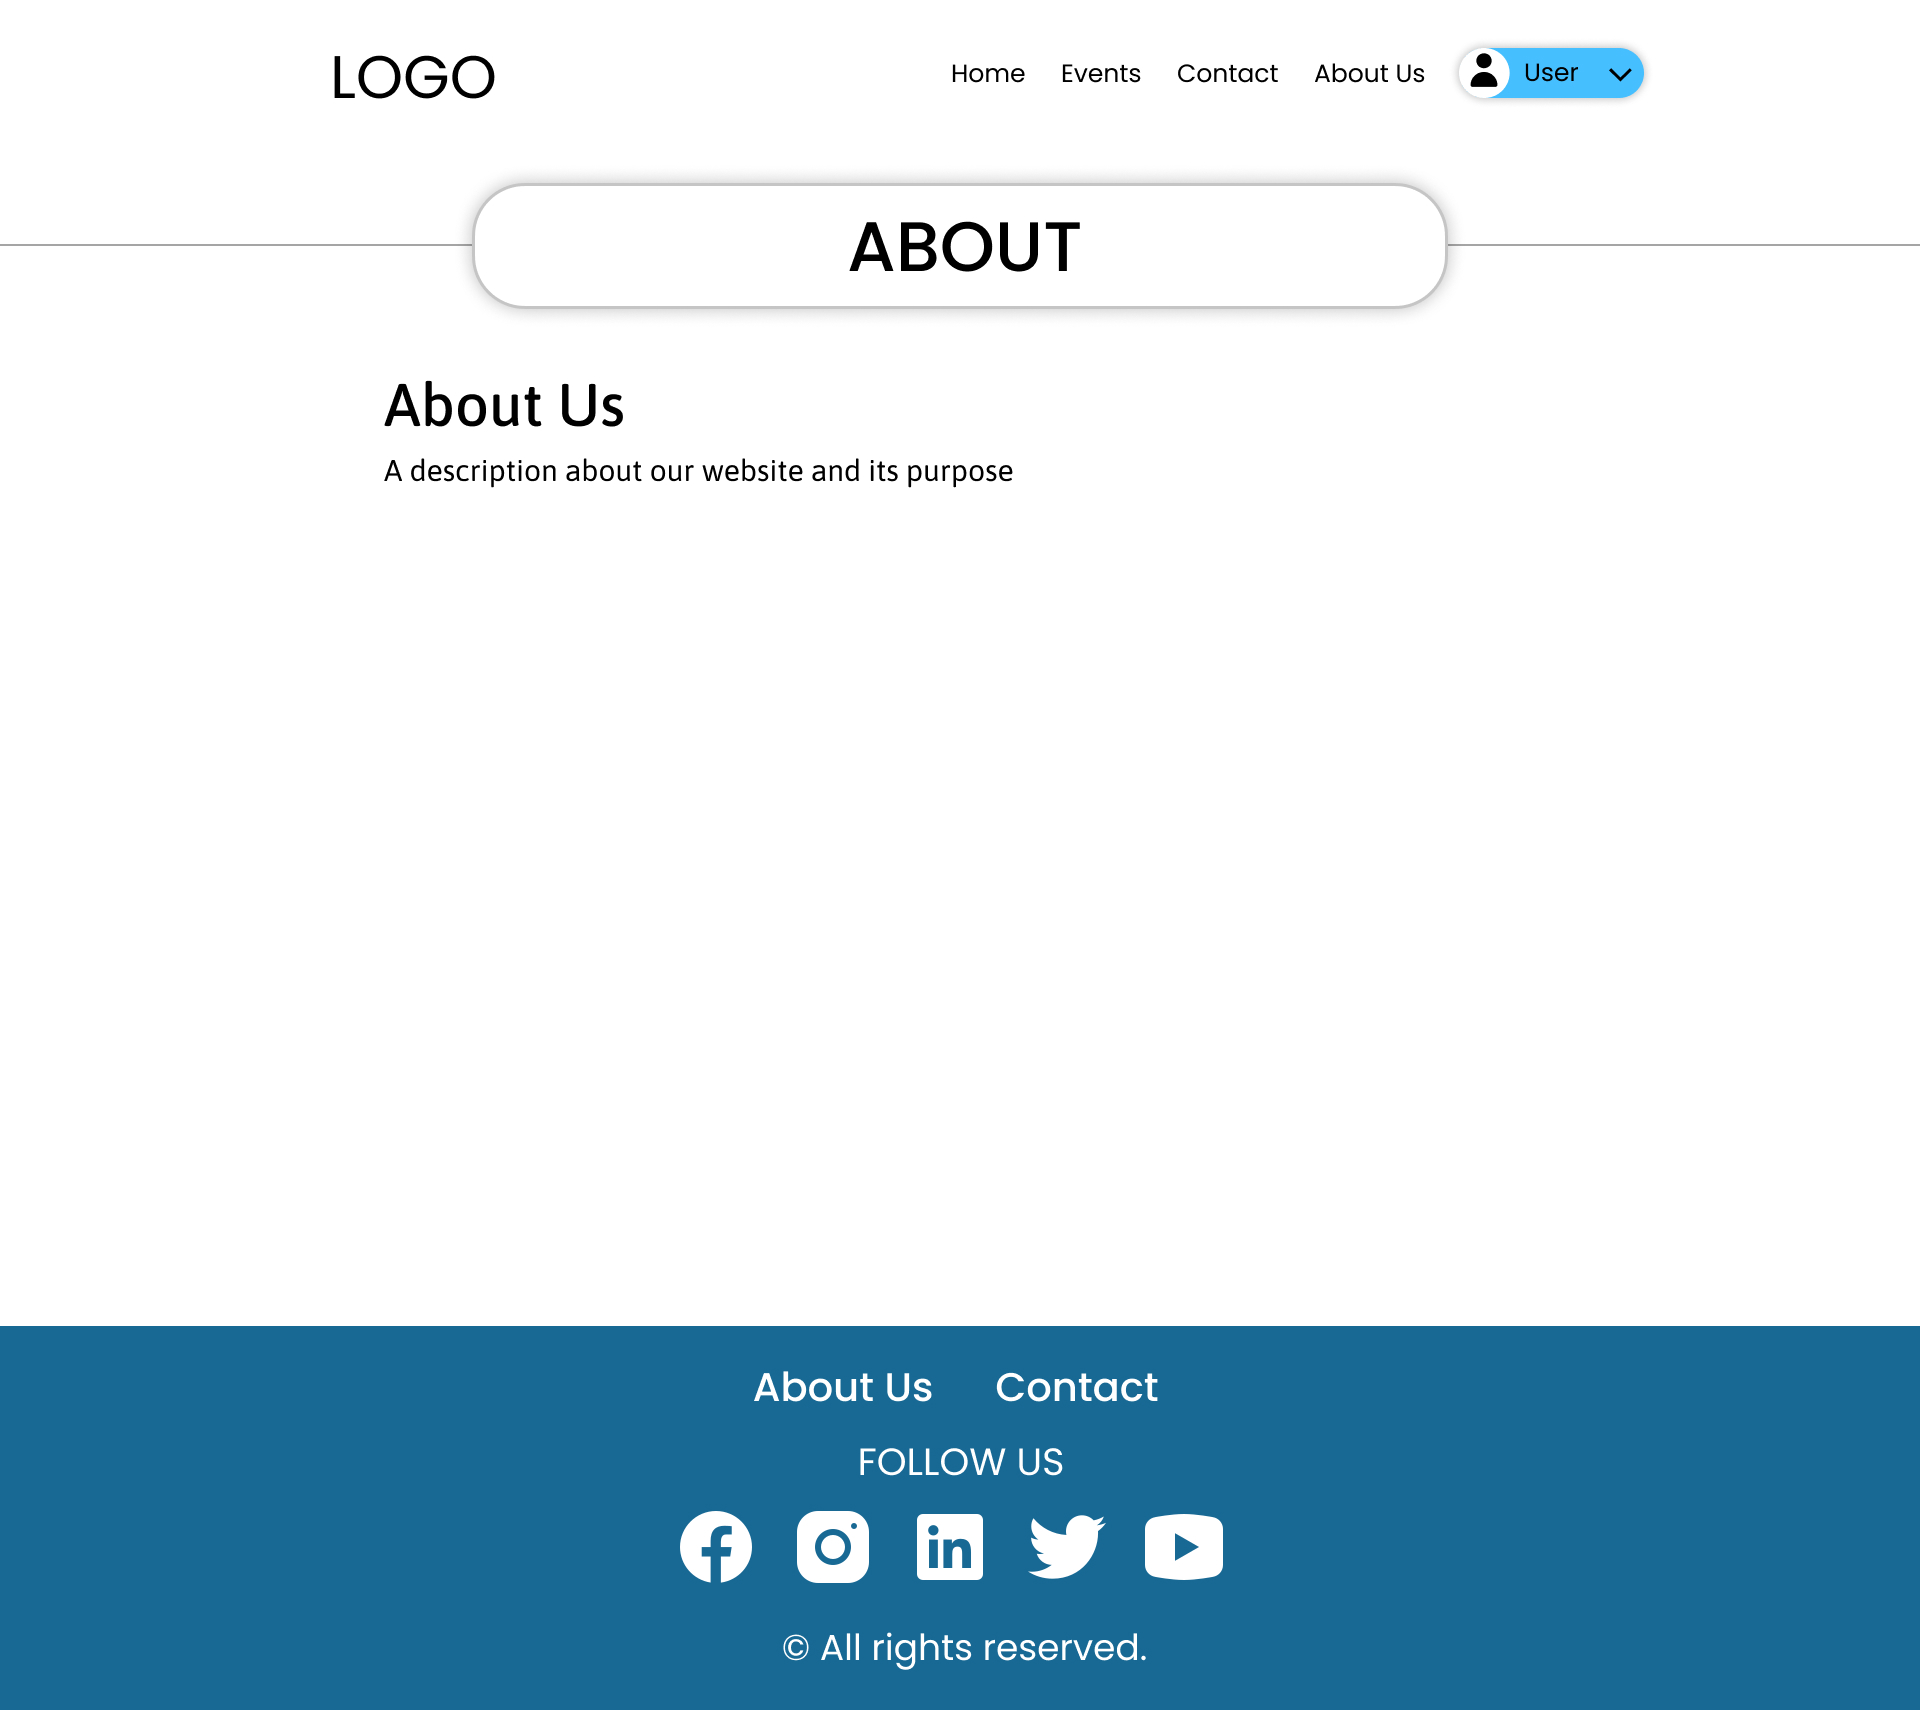 LOGO
Home Events Contact About Us User
ABOUT
About Us
A description about our website and its purpose
About Us Contact
FOLLOW US
© All rights reserved.